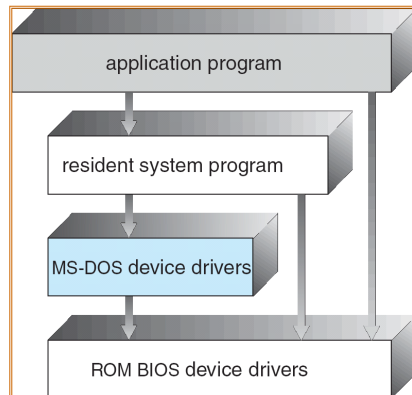 application program
resident system program
MS-DOS device drivers
ROM BIOS device drivers